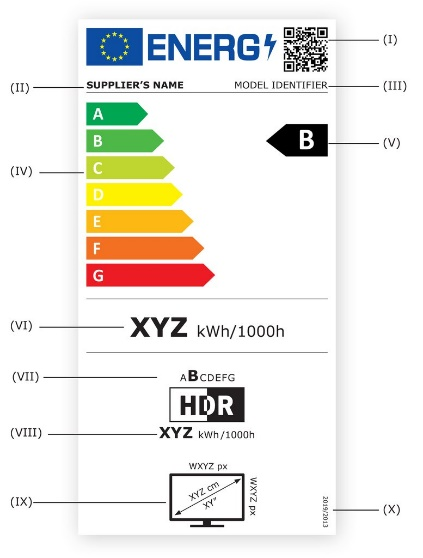 ENERG
(I)
(II)
SUPPLIER'S NAME
MODEL IDENTIFIER
(III)
A
B
B
(V)
(IV)
C
D
E
F
G
(VI)
XYZ kWh/1000h
(VII)
ABCDEFG
HDR
(VIII)
XYZ kWh/1000h
WXYZ px
(IX)
XYZ cm
XY"
WXYZ px
2019/2013
(X)